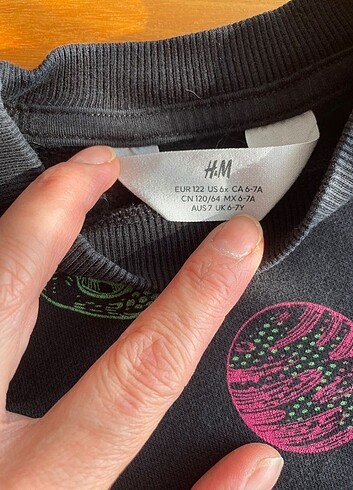 H&M
EUR 122 US 6x CA 6-7A
CN 120/64 MX 6-7A
AUS 7 UK 6-7Y